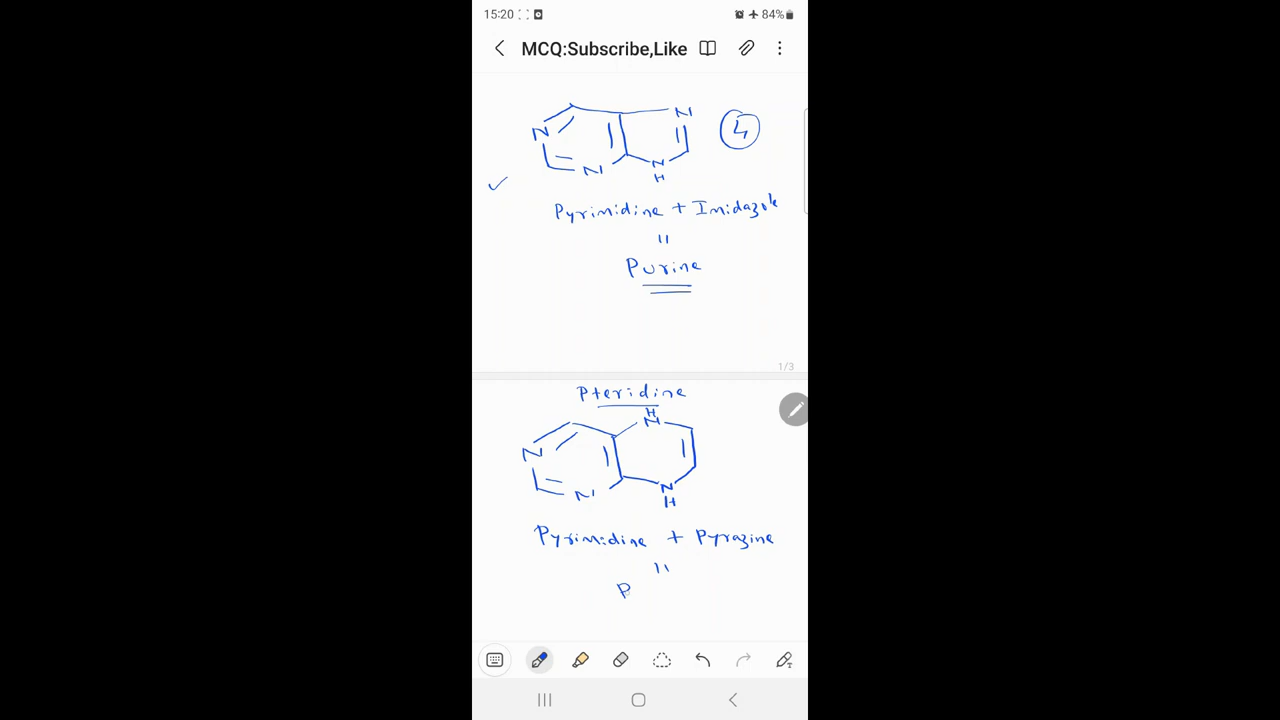 15:20 84%
MCQ:Subscribe,Like
N N 4
N N
H
Pyrimidine + Imidazole
=
Purine
1/3
Pteridine
H
N
N
N N
H
Pyrimidine + Pyrazine
=
P